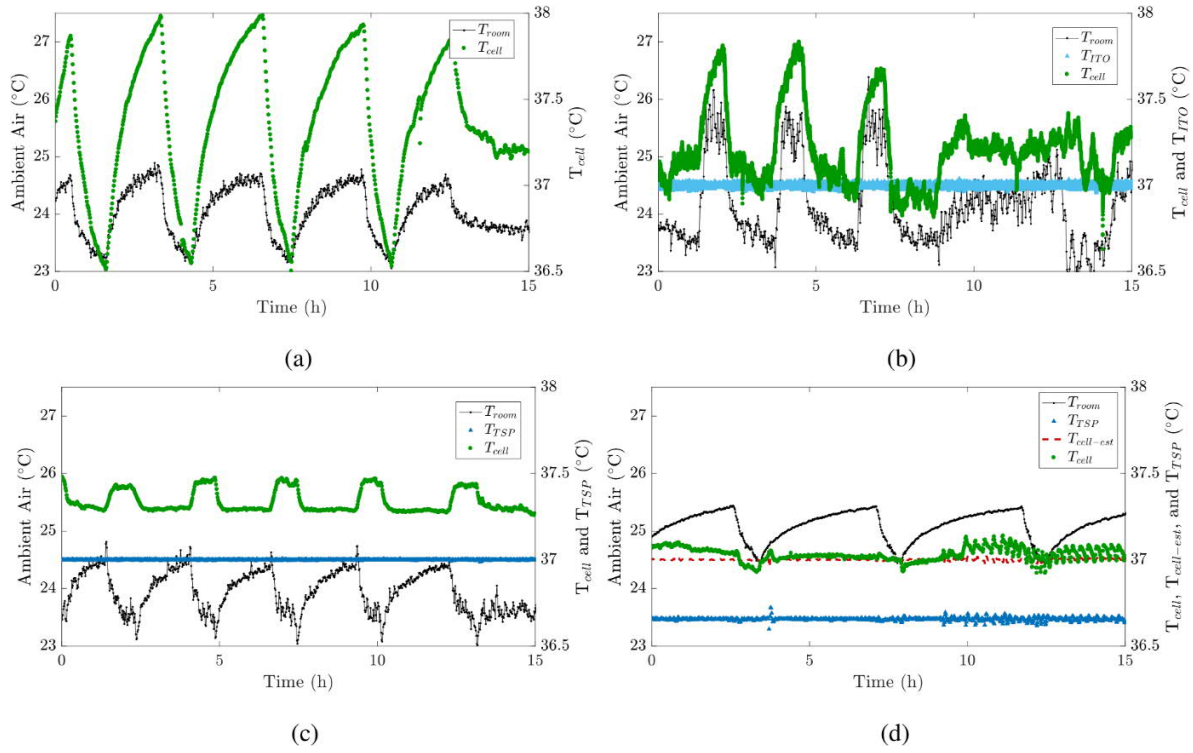 27
26
25
24
23
Ambient Air (°C)
0 5 10 15
Time (h)
38
37.5
37
36.5
T_cell (°C)
T_room
T_cell
(a)
27
26
25
24
23
Ambient Air (°C)
0 5 10 15
Time (h)
38
37.5
37
36.5
T_cell and T_ITO (°C)
T_room
T_ITO
T_cell
(b)
27
26
25
24
23
Ambient Air (°C)
0 5 10 15
Time (h)
38
37.5
37
36.5
T_cell and T_TSP (°C)
T_room
T_TSP
T_cell
(c)
27
26
25
24
23
Ambient Air (°C)
0 5 10 15
Time (h)
38
37.5
37
36.5
T_cell, T_cell-est, and T_TSP (°C)
T_room
T_TSP
T_cell-est
T_cell
(d)